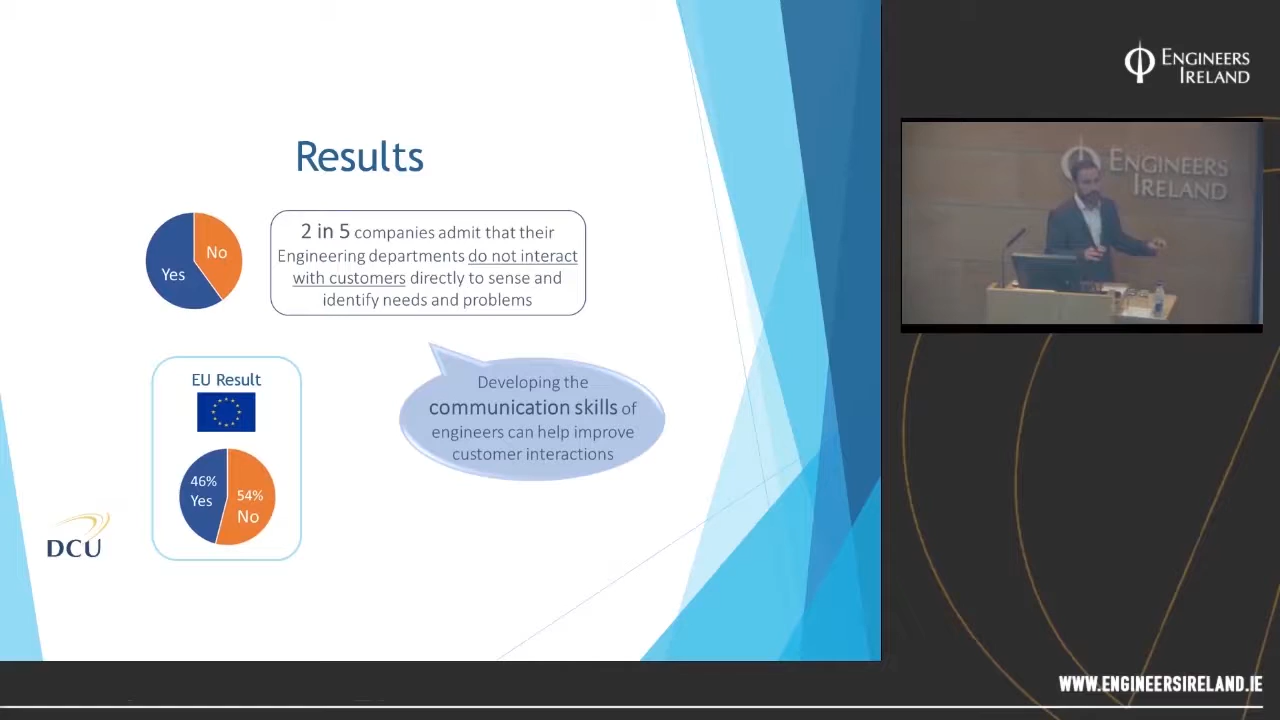 Results
Yes
No
2 in 5 companies admit that their
Engineering departments do not interact
with customers directly to sense and
identify needs and problems
EU Result
46%
Yes
54%
No
Developing the
communication skills of
engineers can help improve
customer interactions
DCU
ENGINEERS
IRELAND
ENGINEERS
IRELAND
WWW.ENGINEERSIRELAND.IE